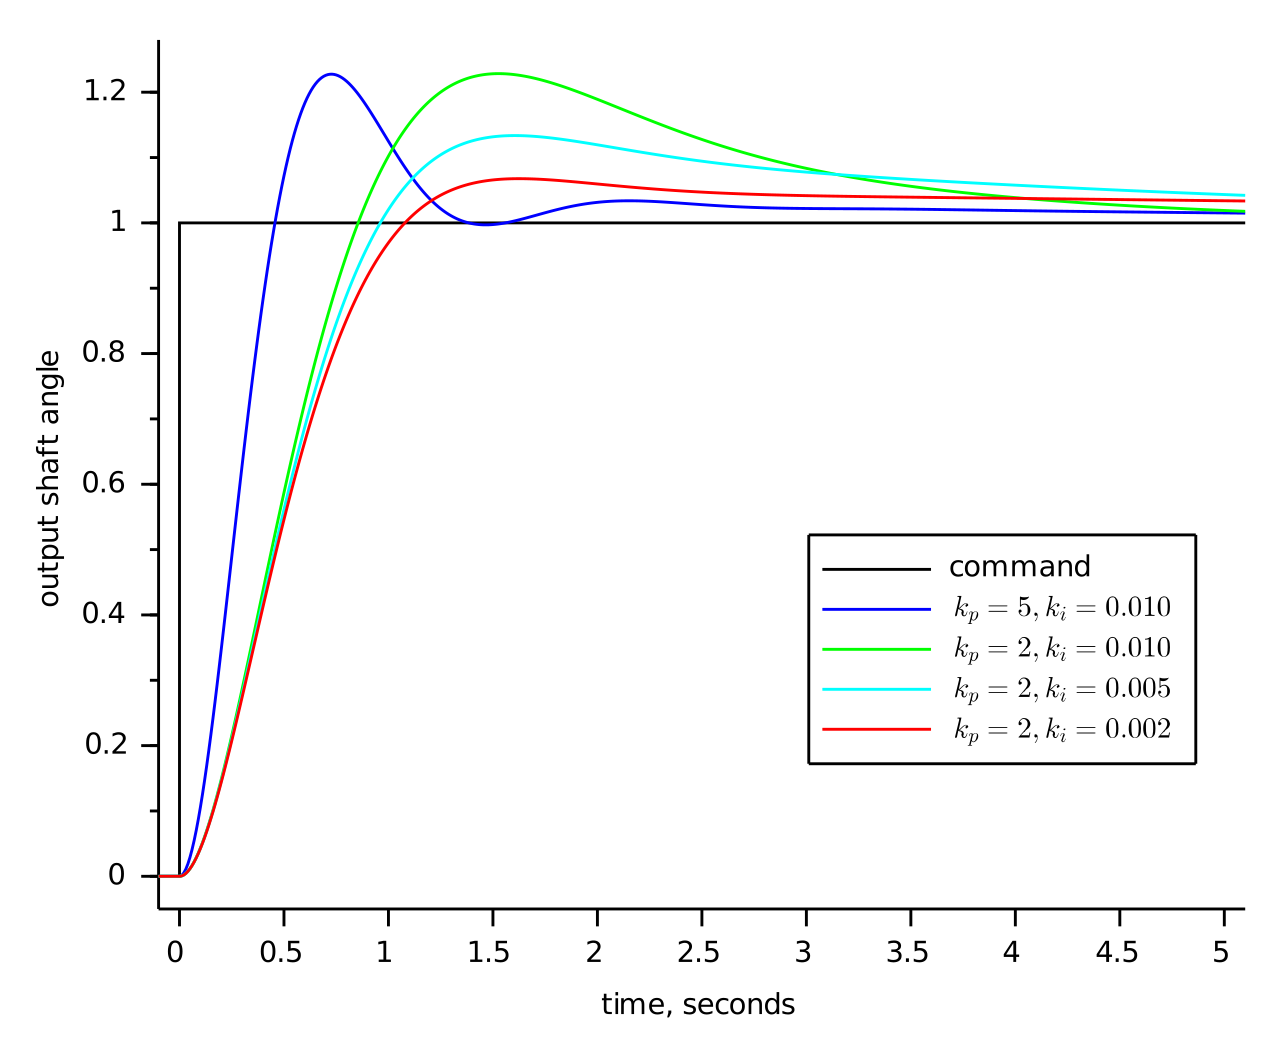 1.2
1
0.8
0.6
0.4
0.2
0
output shaft angle
command
k_p = 5, k_i = 0.010
k_p = 2, k_i = 0.010
k_p = 2, k_i = 0.005
k_p = 2, k_i = 0.002
0 0.5 1 1.5 2 2.5 3 3.5 4 4.5 5
time, seconds